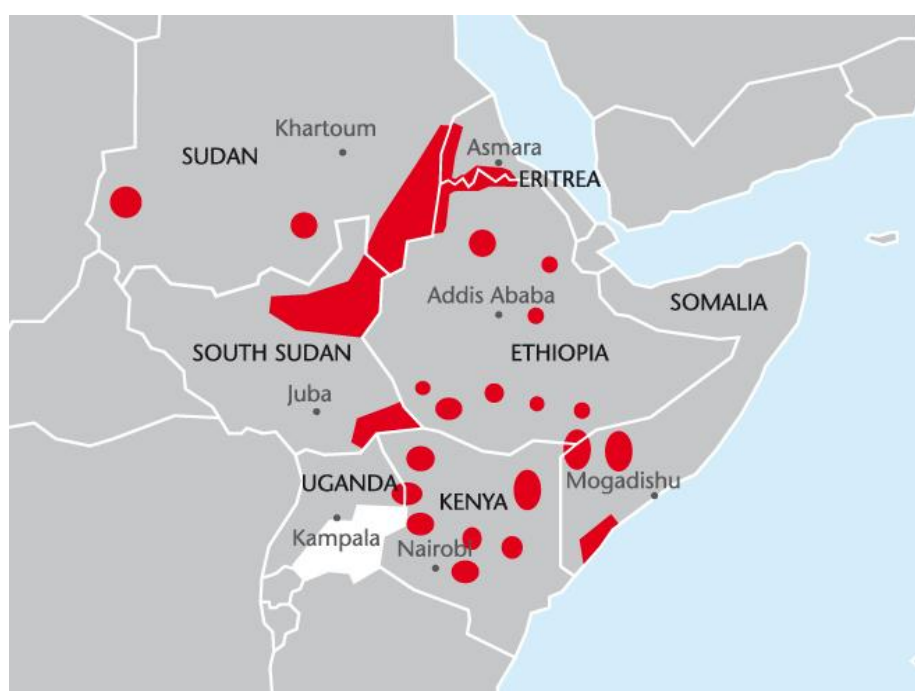 Khartoum
SUDAN
Asmara
ERITREA
Addis Ababa
SOMALIA
SOUTH SUDAN
ETHIOPIA
Juba
UGANDA
KENYA
Mogadishu
Kampala
Nairobi